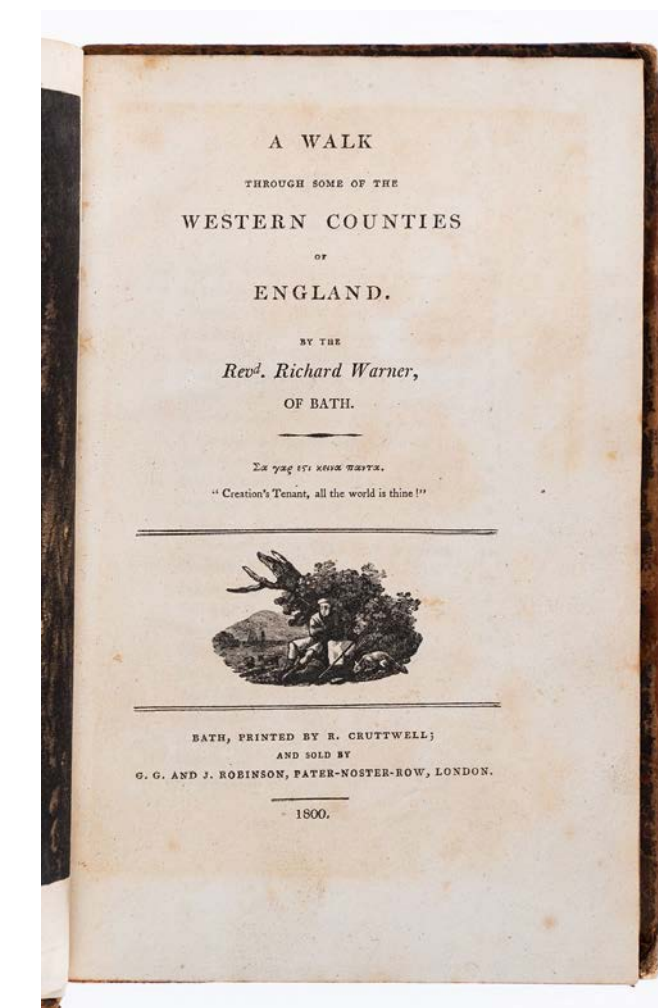 A WALK
THROUGH SOME OF THE
WESTERN COUNTIES
OF
ENGLAND.
BY THE
Revd. Richard Warner,
OF BATH.
Σα γαρ εϛι κοινα παντα.
“ Creation's Tenant, all the world is thine!”
BATH, PRINTED BY R. CRUTTWELL;
AND SOLD BY
G. G. AND J. ROBINSON, PATER-NOSTER-ROW, LONDON.
1800.